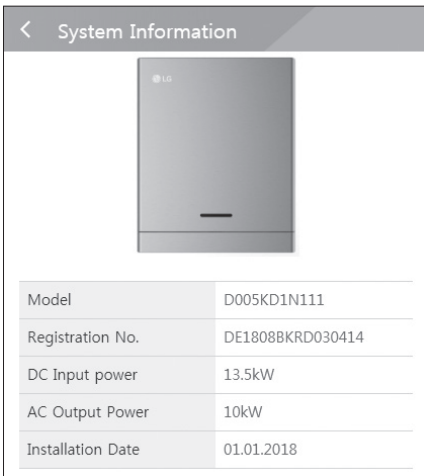 System Information
LG
Model D005KD1N111
Registration No. DE1808BKRD030414
DC Input power 13.5kW
AC Output Power 10kW
Installation Date 01.01.2018